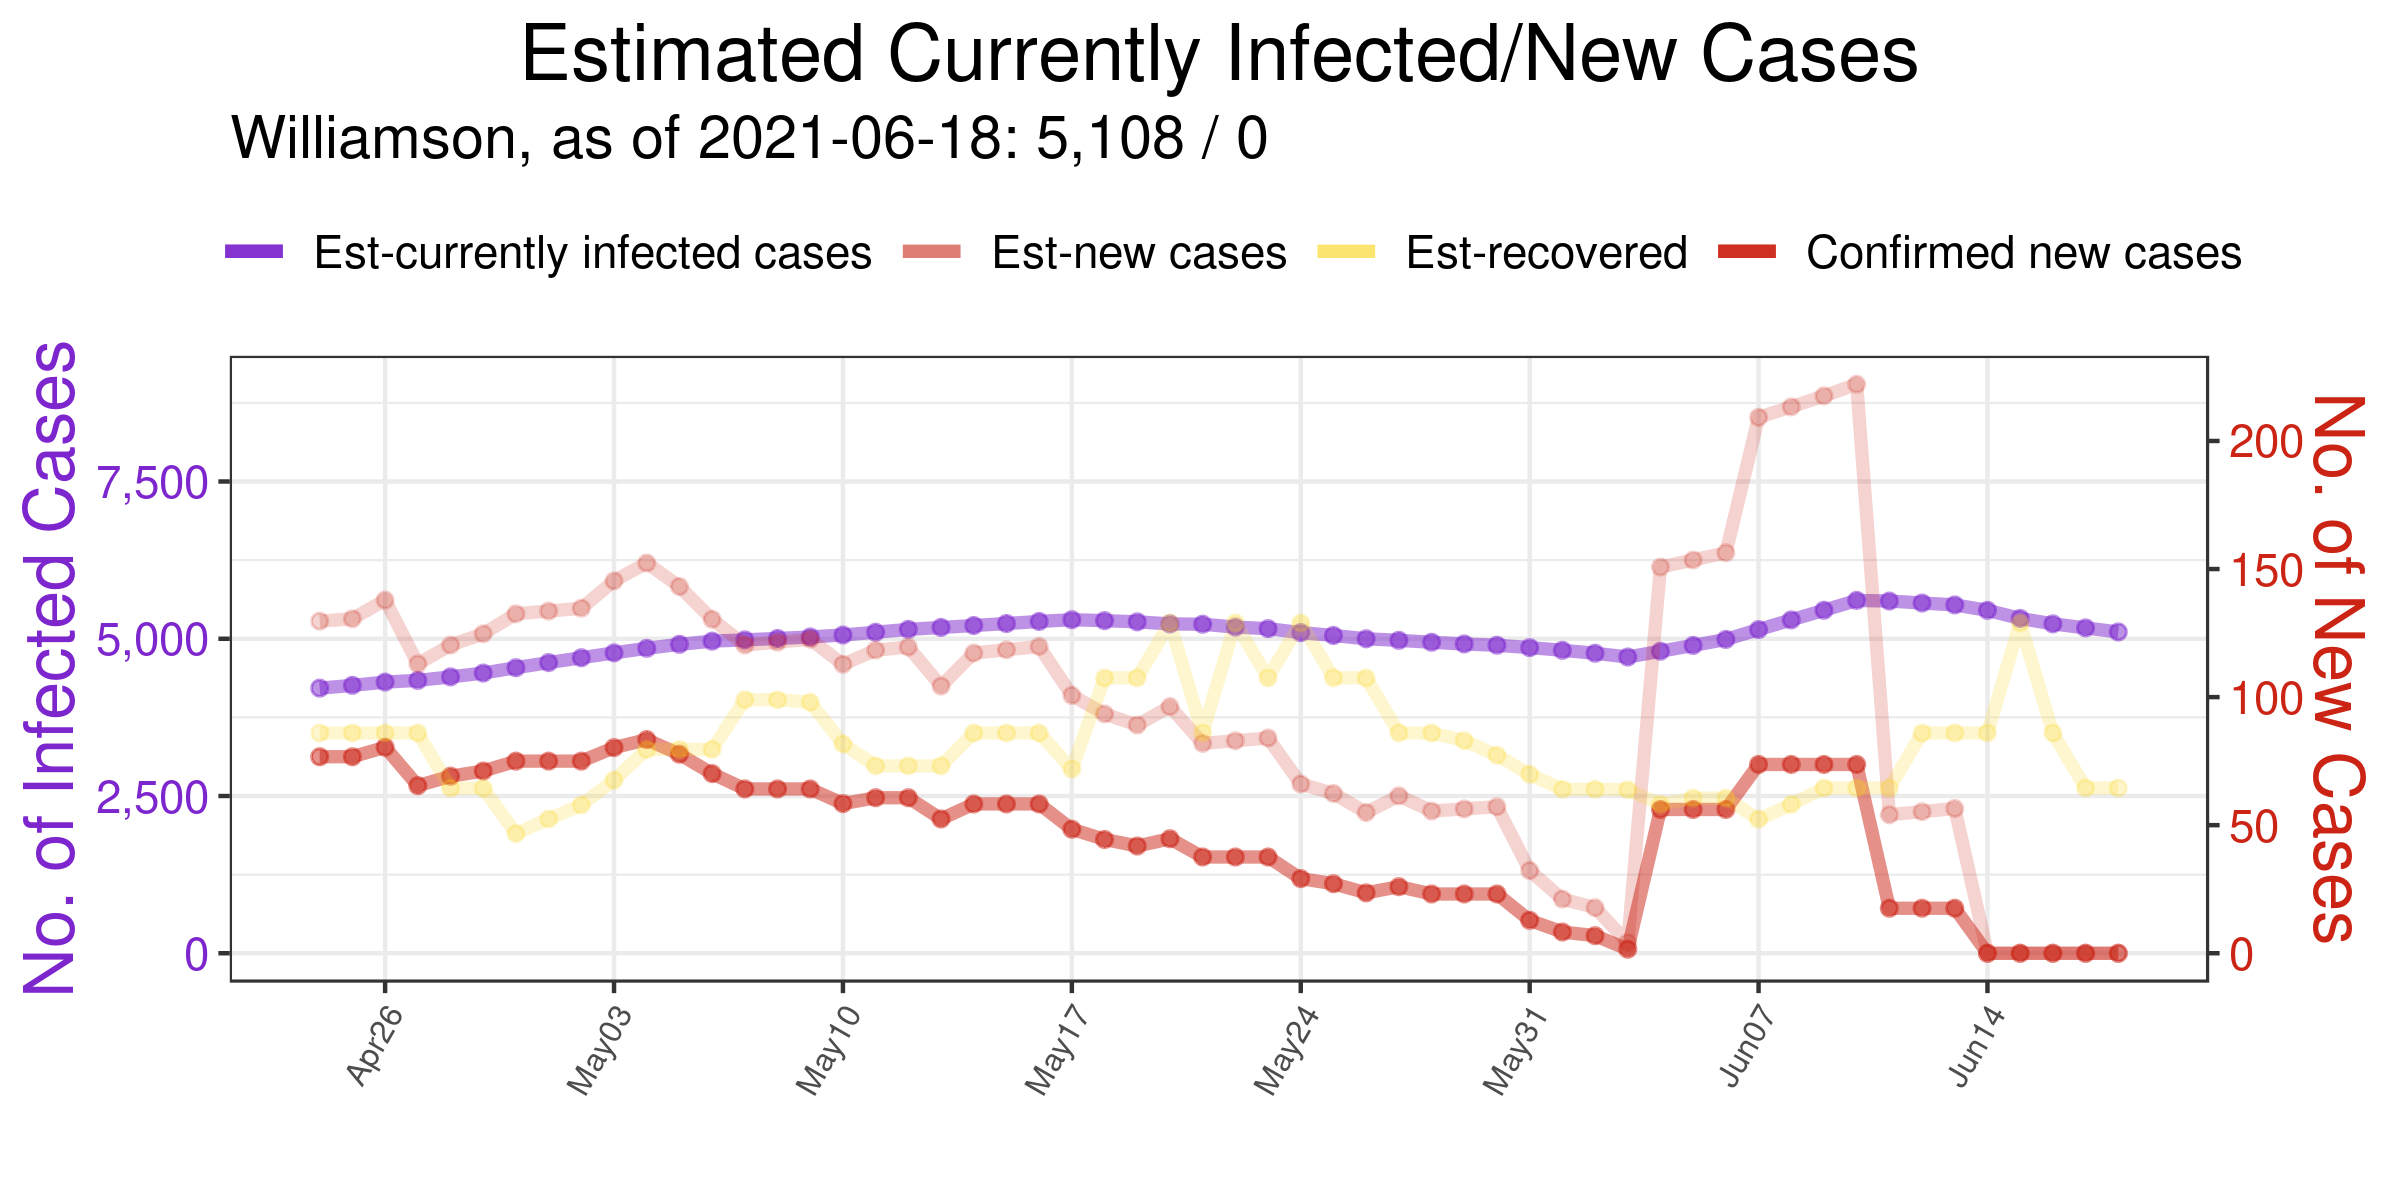 Estimated Currently Infected/New Cases
Williamson, as of 2021-06-18: 5,108 / 0
Est-currently infected cases Est-new cases Est-recovered Confirmed new cases
No. of Infected Cases
7,500
5,000
2,500
0
200
150
100
50
0
No. of New Cases
Apr26 May03 May10 May17 May24 May31 Jun07 Jun14